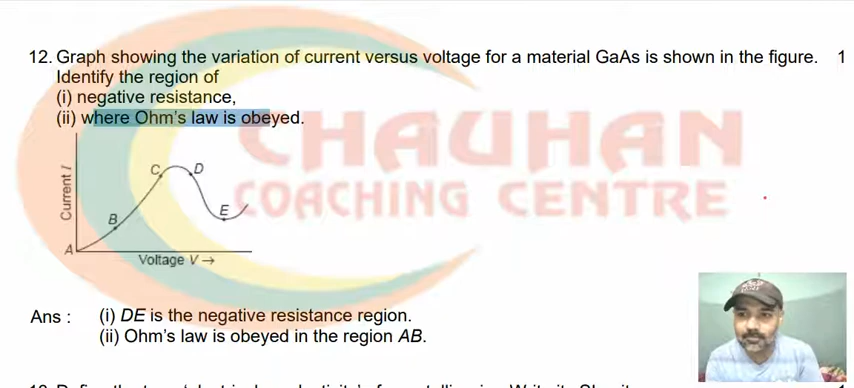 12. Graph showing the variation of current versus voltage for a material GaAs is shown in the figure. 1
Identify the region of
(i) negative resistance,
(ii) where Ohm's law is obeyed.
CHAUHAN
COACHING CENTRE
Current I
A
B
C
D
E
Voltage V →
Ans : (i) DE is the negative resistance region.
(ii) Ohm's law is obeyed in the region AB.